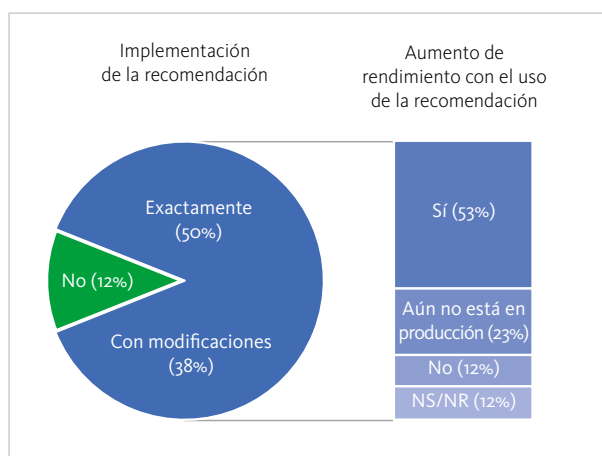 Implementación
de la recomendación
Aumento de
rendimiento con el uso
de la recomendación
Exactamente
(50%)
No (12%)
Con modificaciones
(38%)
Sí (53%)
Aún no está en
producción (23%)
No (12%)
NS/NR (12%)